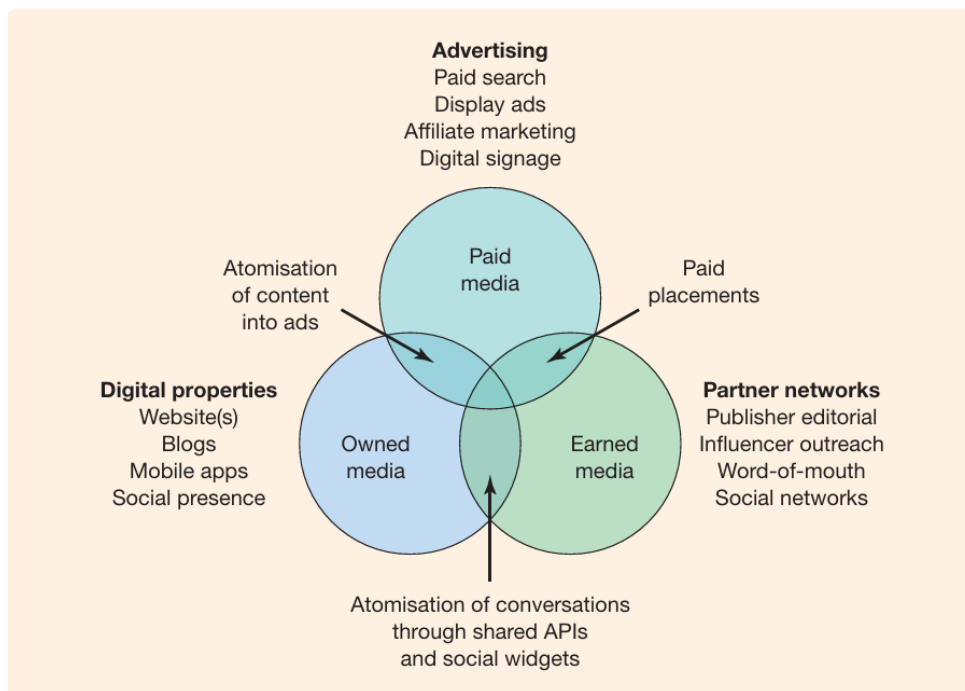 Advertising
Paid search
Display ads
Affiliate marketing
Digital signage
Paid
media
Atomisation
of content
into ads
Paid
placements
Digital properties
Website(s)
Blogs
Mobile apps
Social presence
Owned
media
Earned
media
Partner networks
Publisher editorial
Influencer outreach
Word-of-mouth
Social networks
Atomisation of conversations
through shared APIs
and social widgets